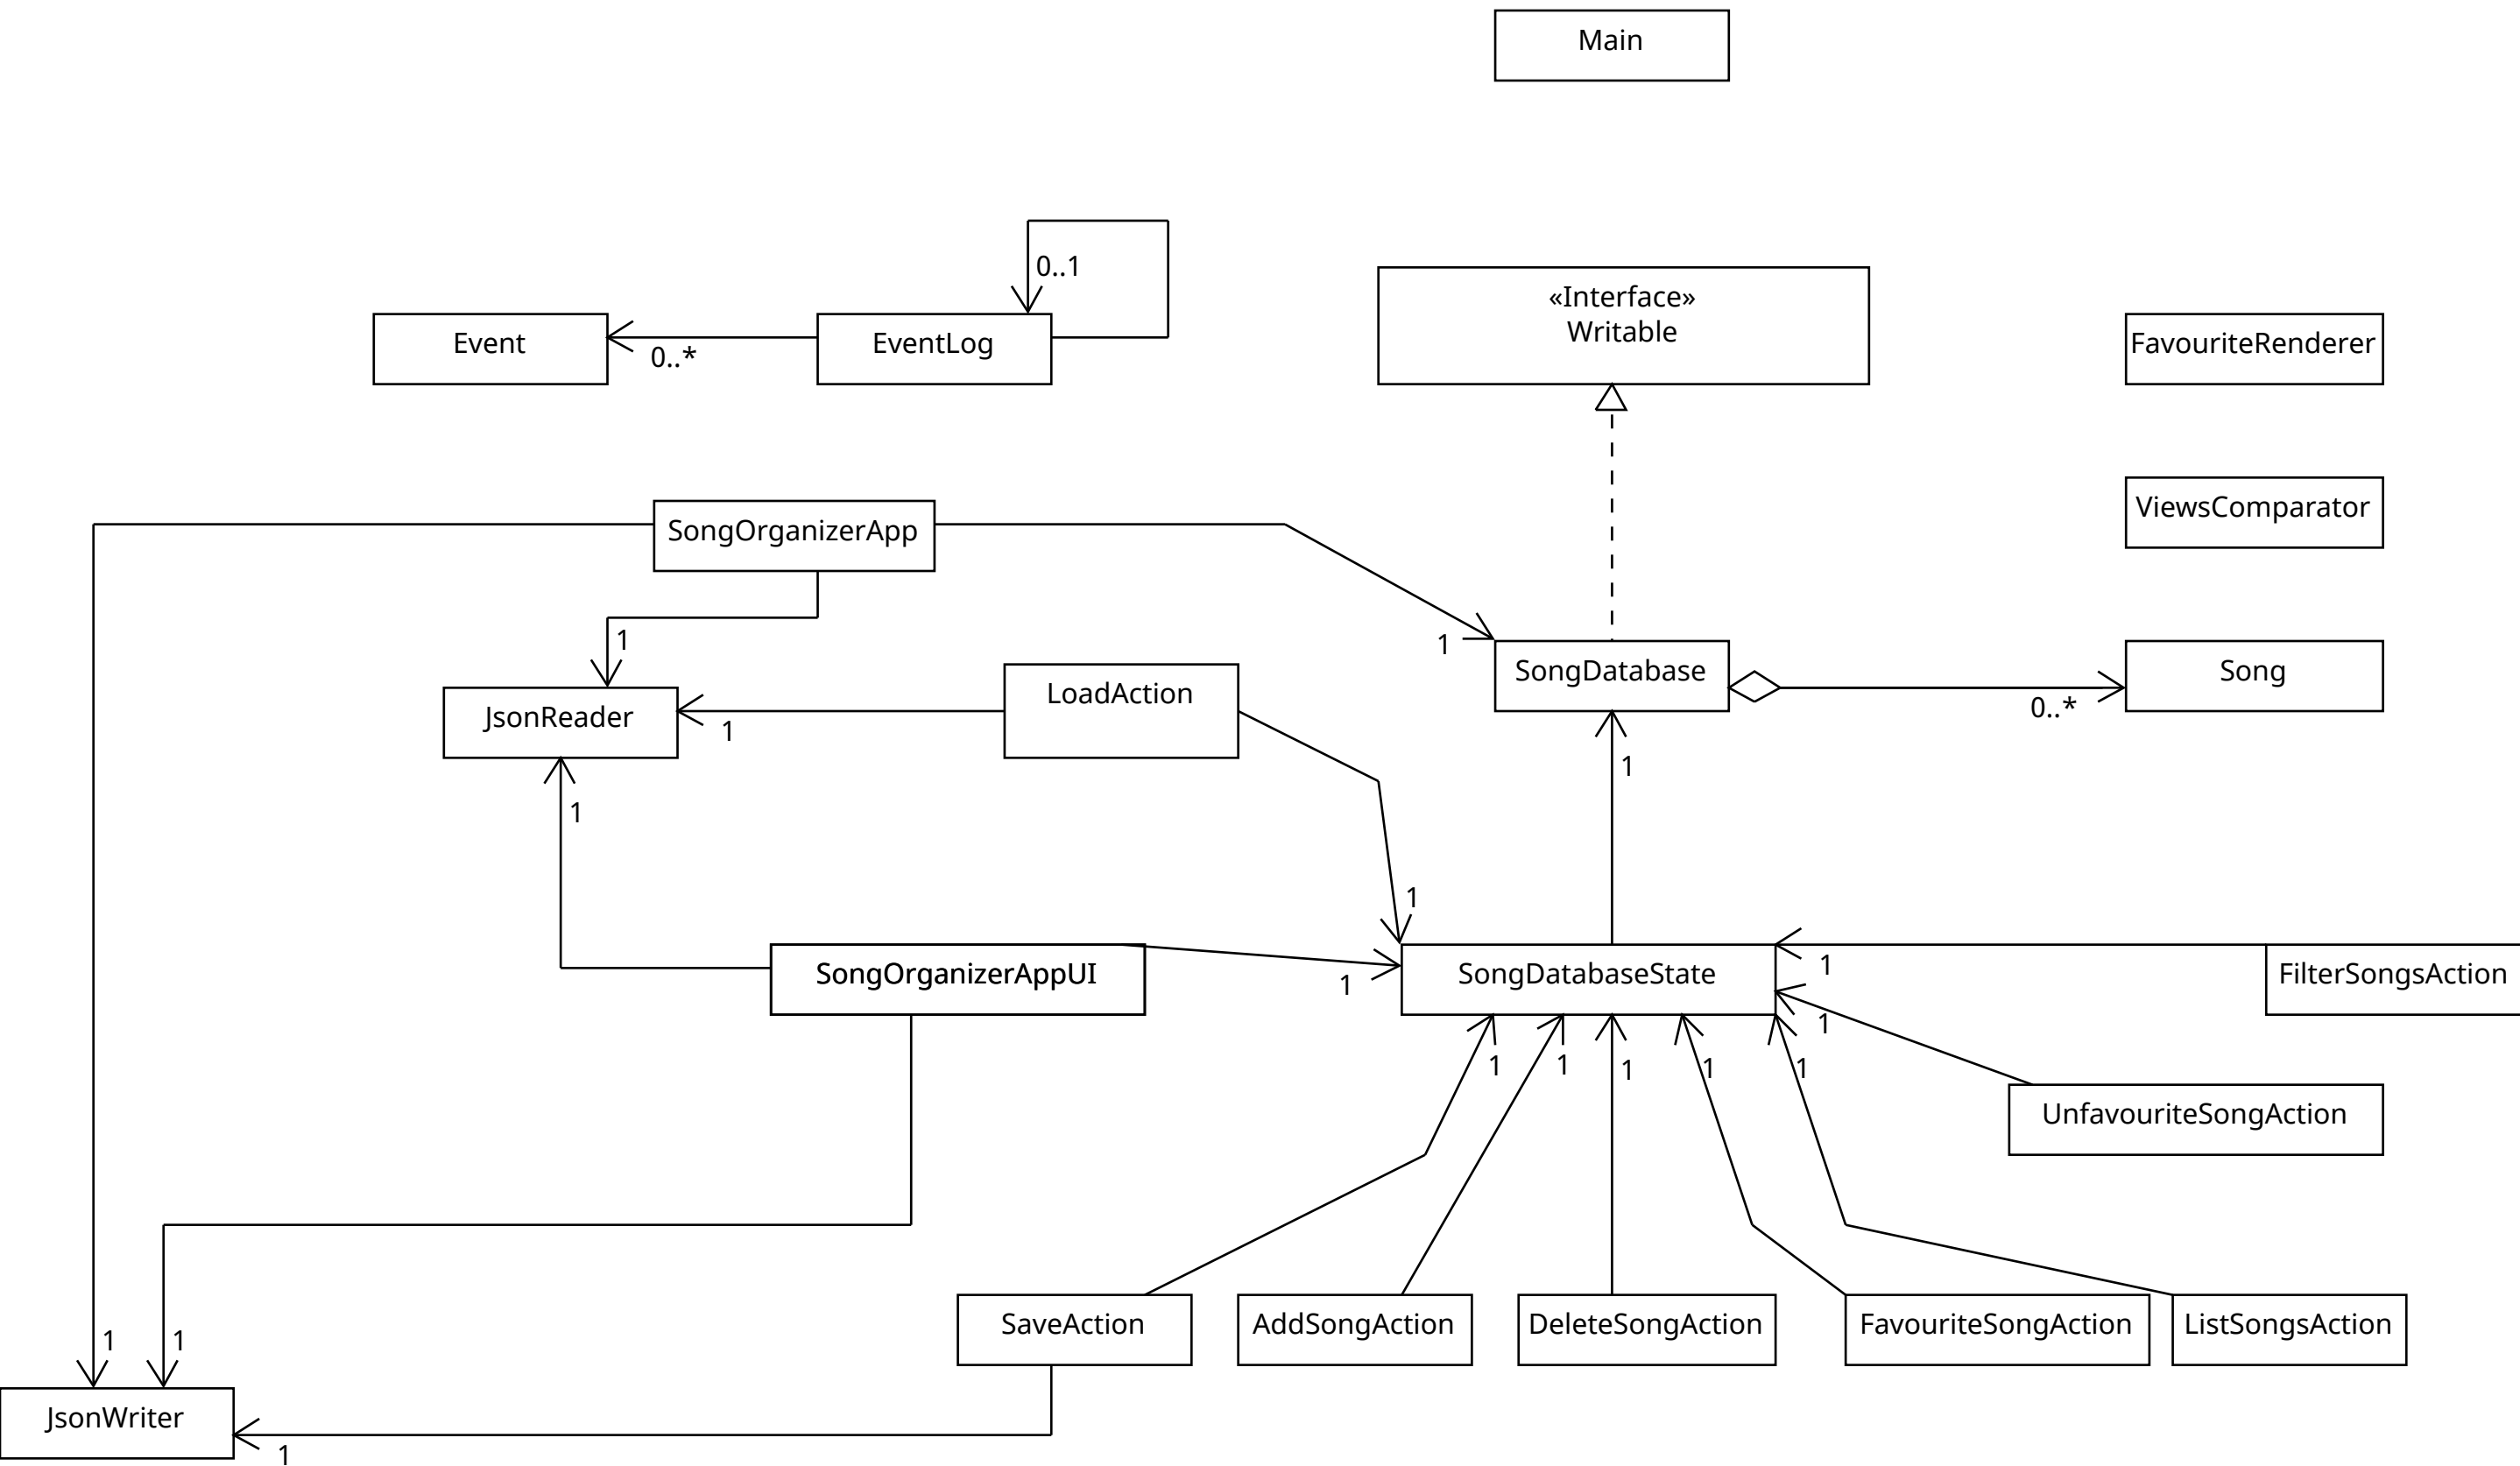 Main
0..1
«Interface»
Writable
Event
0..*
EventLog
FavouriteRenderer
SongOrganizerApp
ViewsComparator
1
1
SongDatabase
Song
0..*
JsonReader
1
LoadAction
1
1
1
SongOrganizerAppUI
1
SongDatabaseState
1
FilterSongsAction
1
1
1
1
1
1
UnfavouriteSongAction
SaveAction
AddSongAction
DeleteSongAction
FavouriteSongAction
ListSongsAction
1
1
JsonWriter
1